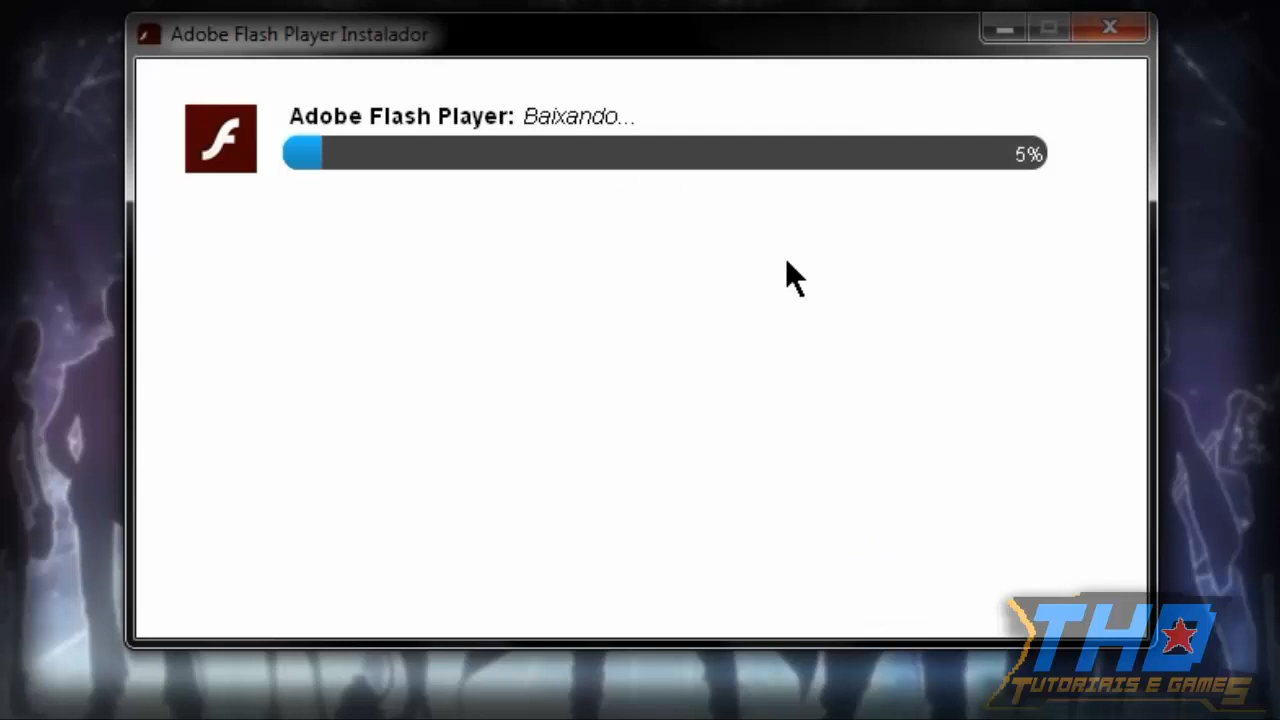 Adobe Flash Player Instalador
Adobe Flash Player: Baixando...
5%
THD
TUTORIAIS E GAMES